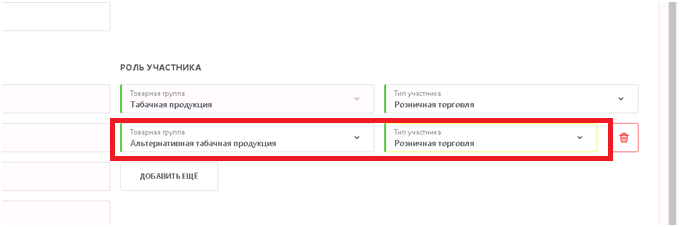 РОЛЬ УЧАСТНИКА
Товарная группа
Табачная продукция
Тип участника
Розничная торговля
Товарная группа
Альтернативная табачная продукция
Тип участника
Розничная торговля
ДОБАВИТЬ ЕЩЁ